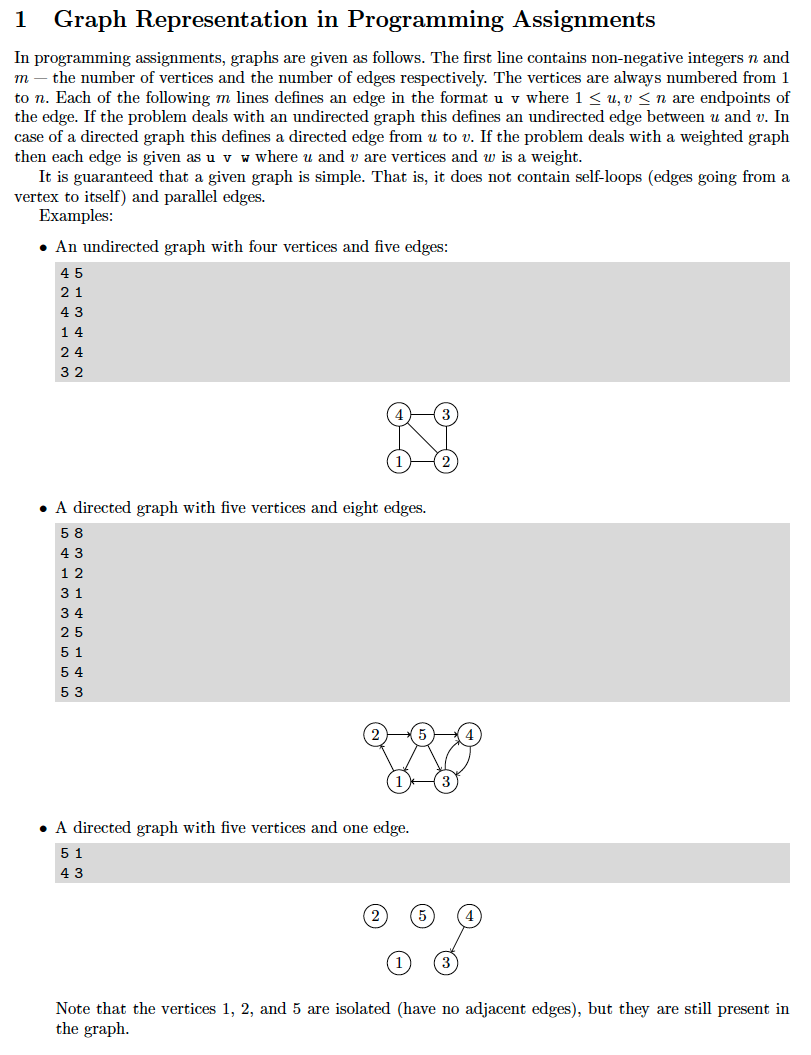 1 Graph Representation in Programming Assignments
In programming assignments, graphs are given as follows. The first line contains non-negative integers n and
m — the number of vertices and the number of edges respectively. The vertices are always numbered from 1
to n. Each of the following m lines defines an edge in the format u v where 1 ≤ u, v ≤ n are endpoints of
the edge. If the problem deals with an undirected graph this defines an undirected edge between u and v. In
case of a directed graph this defines a directed edge from u to v. If the problem deals with a weighted graph
then each edge is given as u v w where u and v are vertices and w is a weight.
It is guaranteed that a given graph is simple. That is, it does not contain self-loops (edges going from a
vertex to itself) and parallel edges.
Examples:
• An undirected graph with four vertices and five edges:
4 5
2 1
4 3
1 4
2 4
3 2
4 3
1 2
• A directed graph with five vertices and eight edges.
5 8
4 3
1 2
3 1
3 4
2 5
5 1
5 4
5 3
2 5 4
1 3
• A directed graph with five vertices and one edge.
5 1
4 3
2 5 4
1 3
Note that the vertices 1, 2, and 5 are isolated (have no adjacent edges), but they are still present in
the graph.